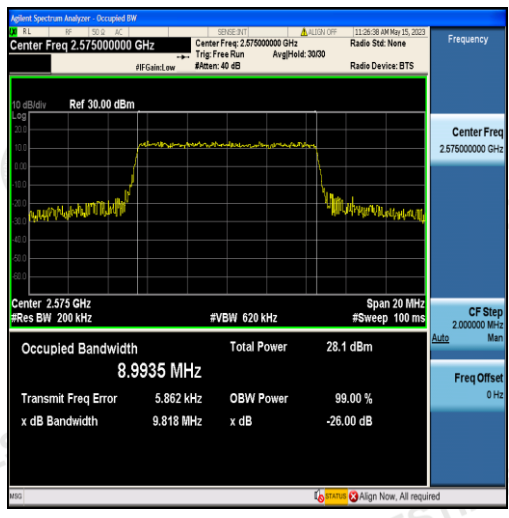 Agilent Spectrum Analyzer - Occupied BW
RL RF 50 Ω AC SENSE:INT ALIGN OFF 11:26:38 AM May 15, 2023
Center Freq 2.575000000 GHz
Center Freq: 2.575000000 GHz
Radio Std: None
Trig: Free Run Avg|Hold: 30/30
#IFGain:Low #Atten: 40 dB Radio Device: BTS
Frequency
10 dB/div Ref 30.00 dBm
Log
20.0
10.0
0.00
-10.0
-20.0
-30.0
-40.0
-50.0
-60.0
Center 2.575 GHz Span 20 MHz
#Res BW 200 kHz #VBW 620 kHz #Sweep 100 ms
Occupied Bandwidth Total Power 28.1 dBm
8.9935 MHz
Transmit Freq Error 5.862 kHz OBW Power 99.00 %
x dB Bandwidth 9.818 MHz x dB -26.00 dB
Center Freq
2.575000000 GHz
CF Step
2.000000 MHz
Auto Man
Freq Offset
0 Hz
MSG STATUS Align Now, All required